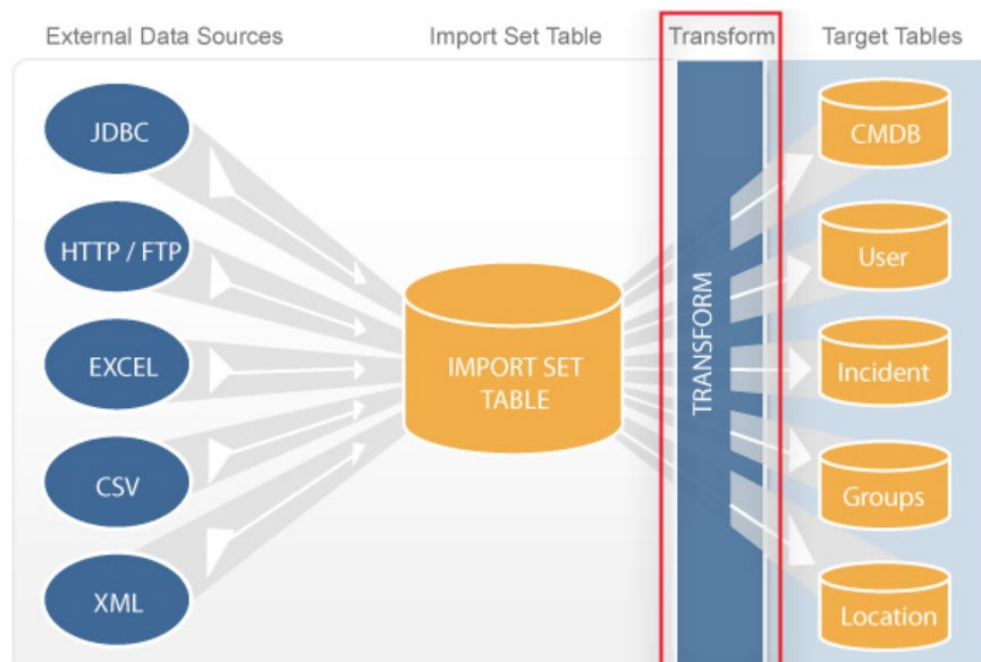 External Data Sources
Import Set Table
Transform
Target Tables
JDBC
HTTP / FTP
EXCEL
CSV
XML
IMPORT SET
TABLE
TRANSFORM
CMDB
User
Incident
Groups
Location